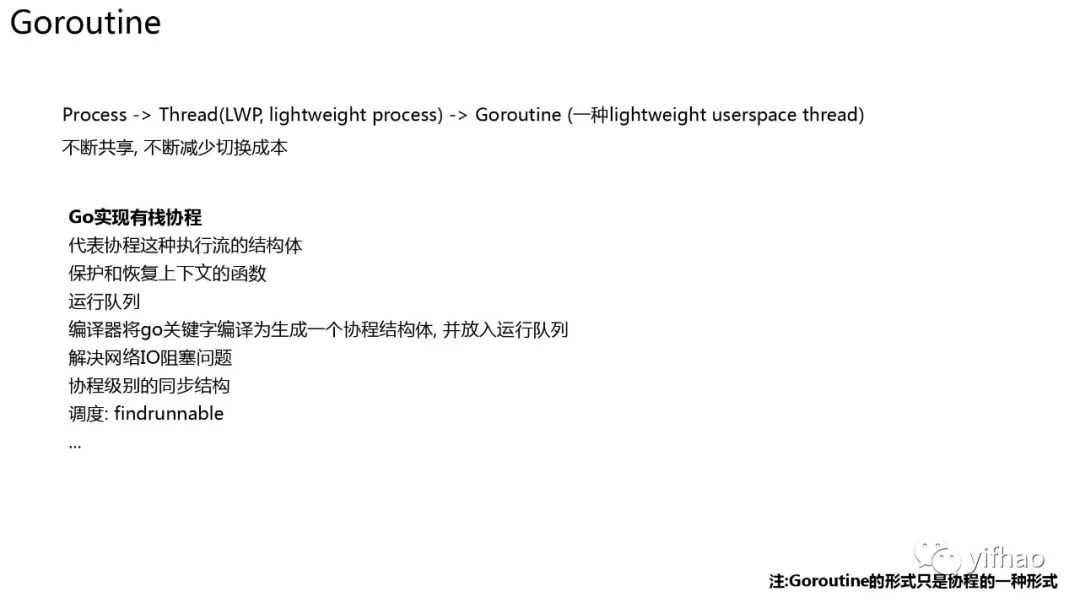 Goroutine
Process -> Thread(LWP, lightweight process) -> Goroutine (一种lightweight userspace thread)
不断共享, 不断减少切换成本
Go实现有栈协程
代表协程这种执行流的结构体
保护和恢复上下文的函数
运行队列
编译器将go关键字编译为生成一个协程结构体, 并放入运行队列
解决网络IO阻塞问题
协程级别的同步结构
调度: findrunnable
...
yifhao
注:Goroutine的形式只是协程的一种形式